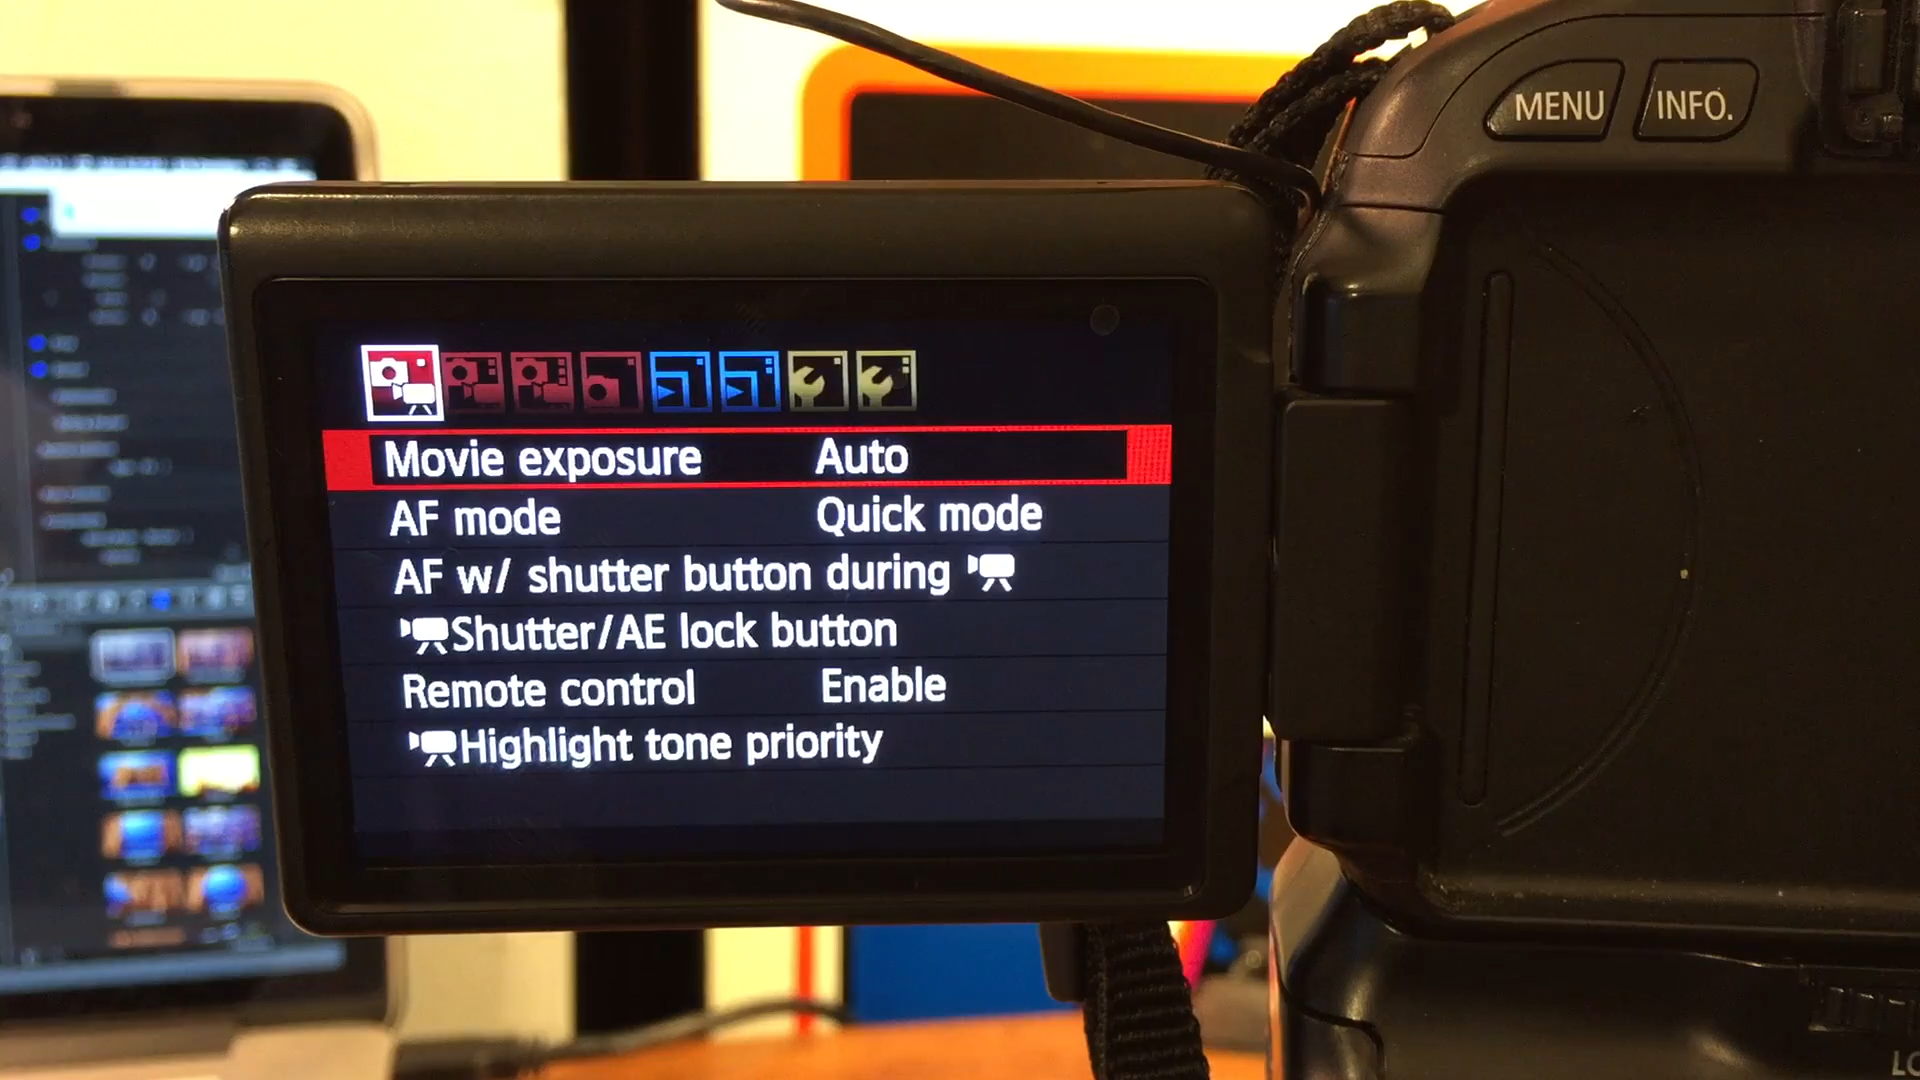 MENU INFO.
Movie exposure Auto
AF mode Quick mode
AF w/ shutter button during
Shutter/AE lock button
Remote control Enable
Highlight tone priority